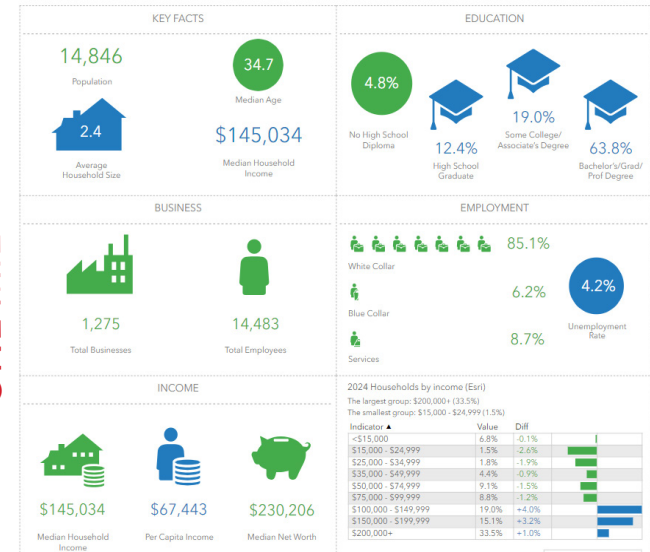 KEY FACTS
14,846
Population
34.7
Median Age
2.4
Average
Household Size
$145,034
Median Household
Income
EDUCATION
4.8%
No High School
Diploma
12.4%
High School
Graduate
19.0%
Some College/
Associate's Degree
63.8%
Bachelor's/Grad/
Prof Degree
BUSINESS
1,275
Total Businesses
14,483
Total Employees
EMPLOYMENT
85.1%
White Collar
6.2%
Blue Collar
8.7%
Services
4.2%
Unemployment
Rate
INCOME
$145,034
Median Household
Income
$67,443
Per Capita Income
$230,206
Median Net Worth
2024 Households by income (Esri)
The largest group: $200,000+ (33.5%)
The smallest group: $15,000 - $24,999 (1.5%)
Indicator ▲ Value Diff
<$15,000 6.8% -0.1%
$15,000 - $24,999 1.5% -2.6%
$25,000 - $34,999 1.8% -1.9%
$35,000 - $49,999 4.4% -0.9%
$50,000 - $74,999 9.1% -1.5%
$75,000 - $99,999 8.8% -1.2%
$100,000 - $149,999 19.0% +4.0%
$150,000 - $199,999 15.1% +3.2%
$200,000+ 33.5% +1.0%